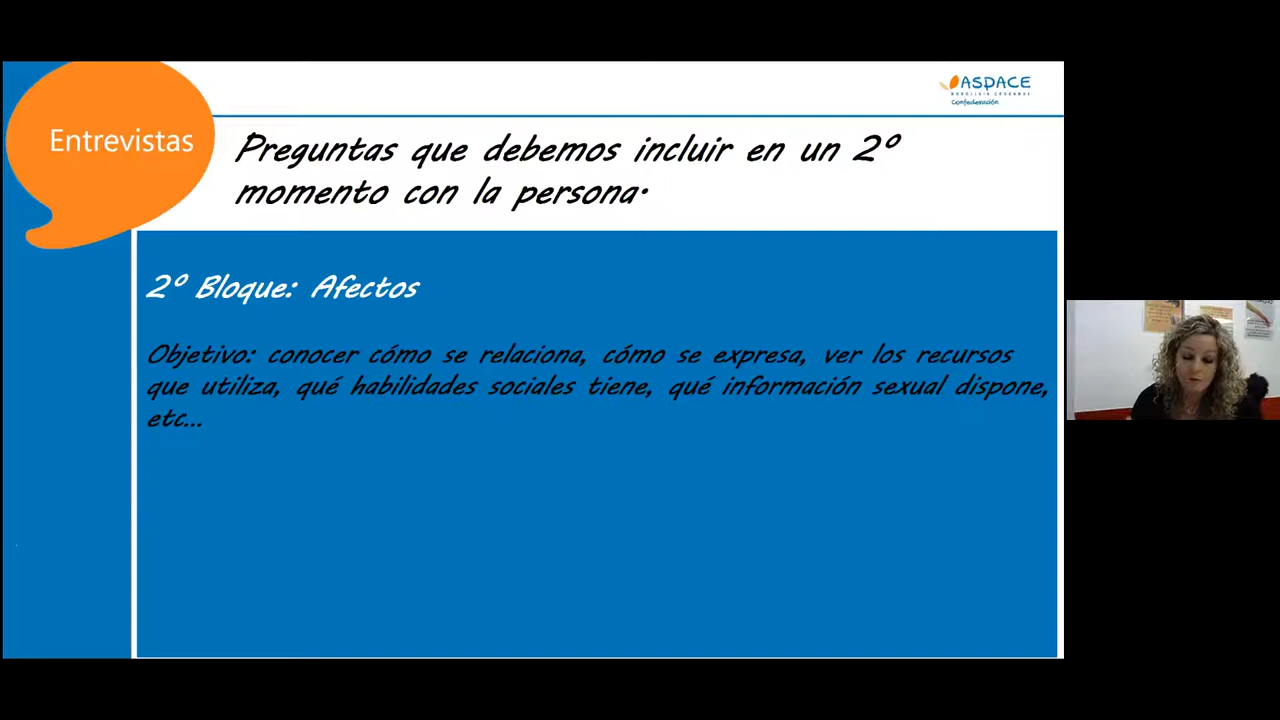 ASPACE
Confederación
Entrevistas
Preguntas que debemos incluir en un 2º
momento con la persona.
2º Bloque: Afectos
Objetivo: conocer cómo se relaciona, cómo se expresa, ver los recursos
que utiliza, qué habilidades sociales tiene, qué información sexual dispone,
etc...